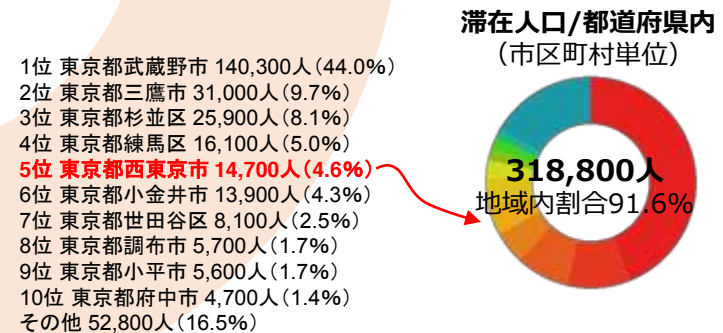 滞在人口/都道府県内
（市区町村単位）
1位 東京都武蔵野市 140,300人（44.0%）
2位 東京都三鷹市 31,000人（9.7%）
3位 東京都杉並区 25,900人（8.1%）
4位 東京都練馬区 16,100人（5.0%）
5位 東京都西東京市 14,700人（4.6%）
6位 東京都小金井市 13,900人（4.3%）
7位 東京都世田谷区 8,100人（2.5%）
8位 東京都調布市 5,700人（1.7%）
9位 東京都小平市 5,600人（1.7%）
10位 東京都府中市 4,700人（1.4%）
その他 52,800人（16.5%）
318,800人
地域内割合91.6%